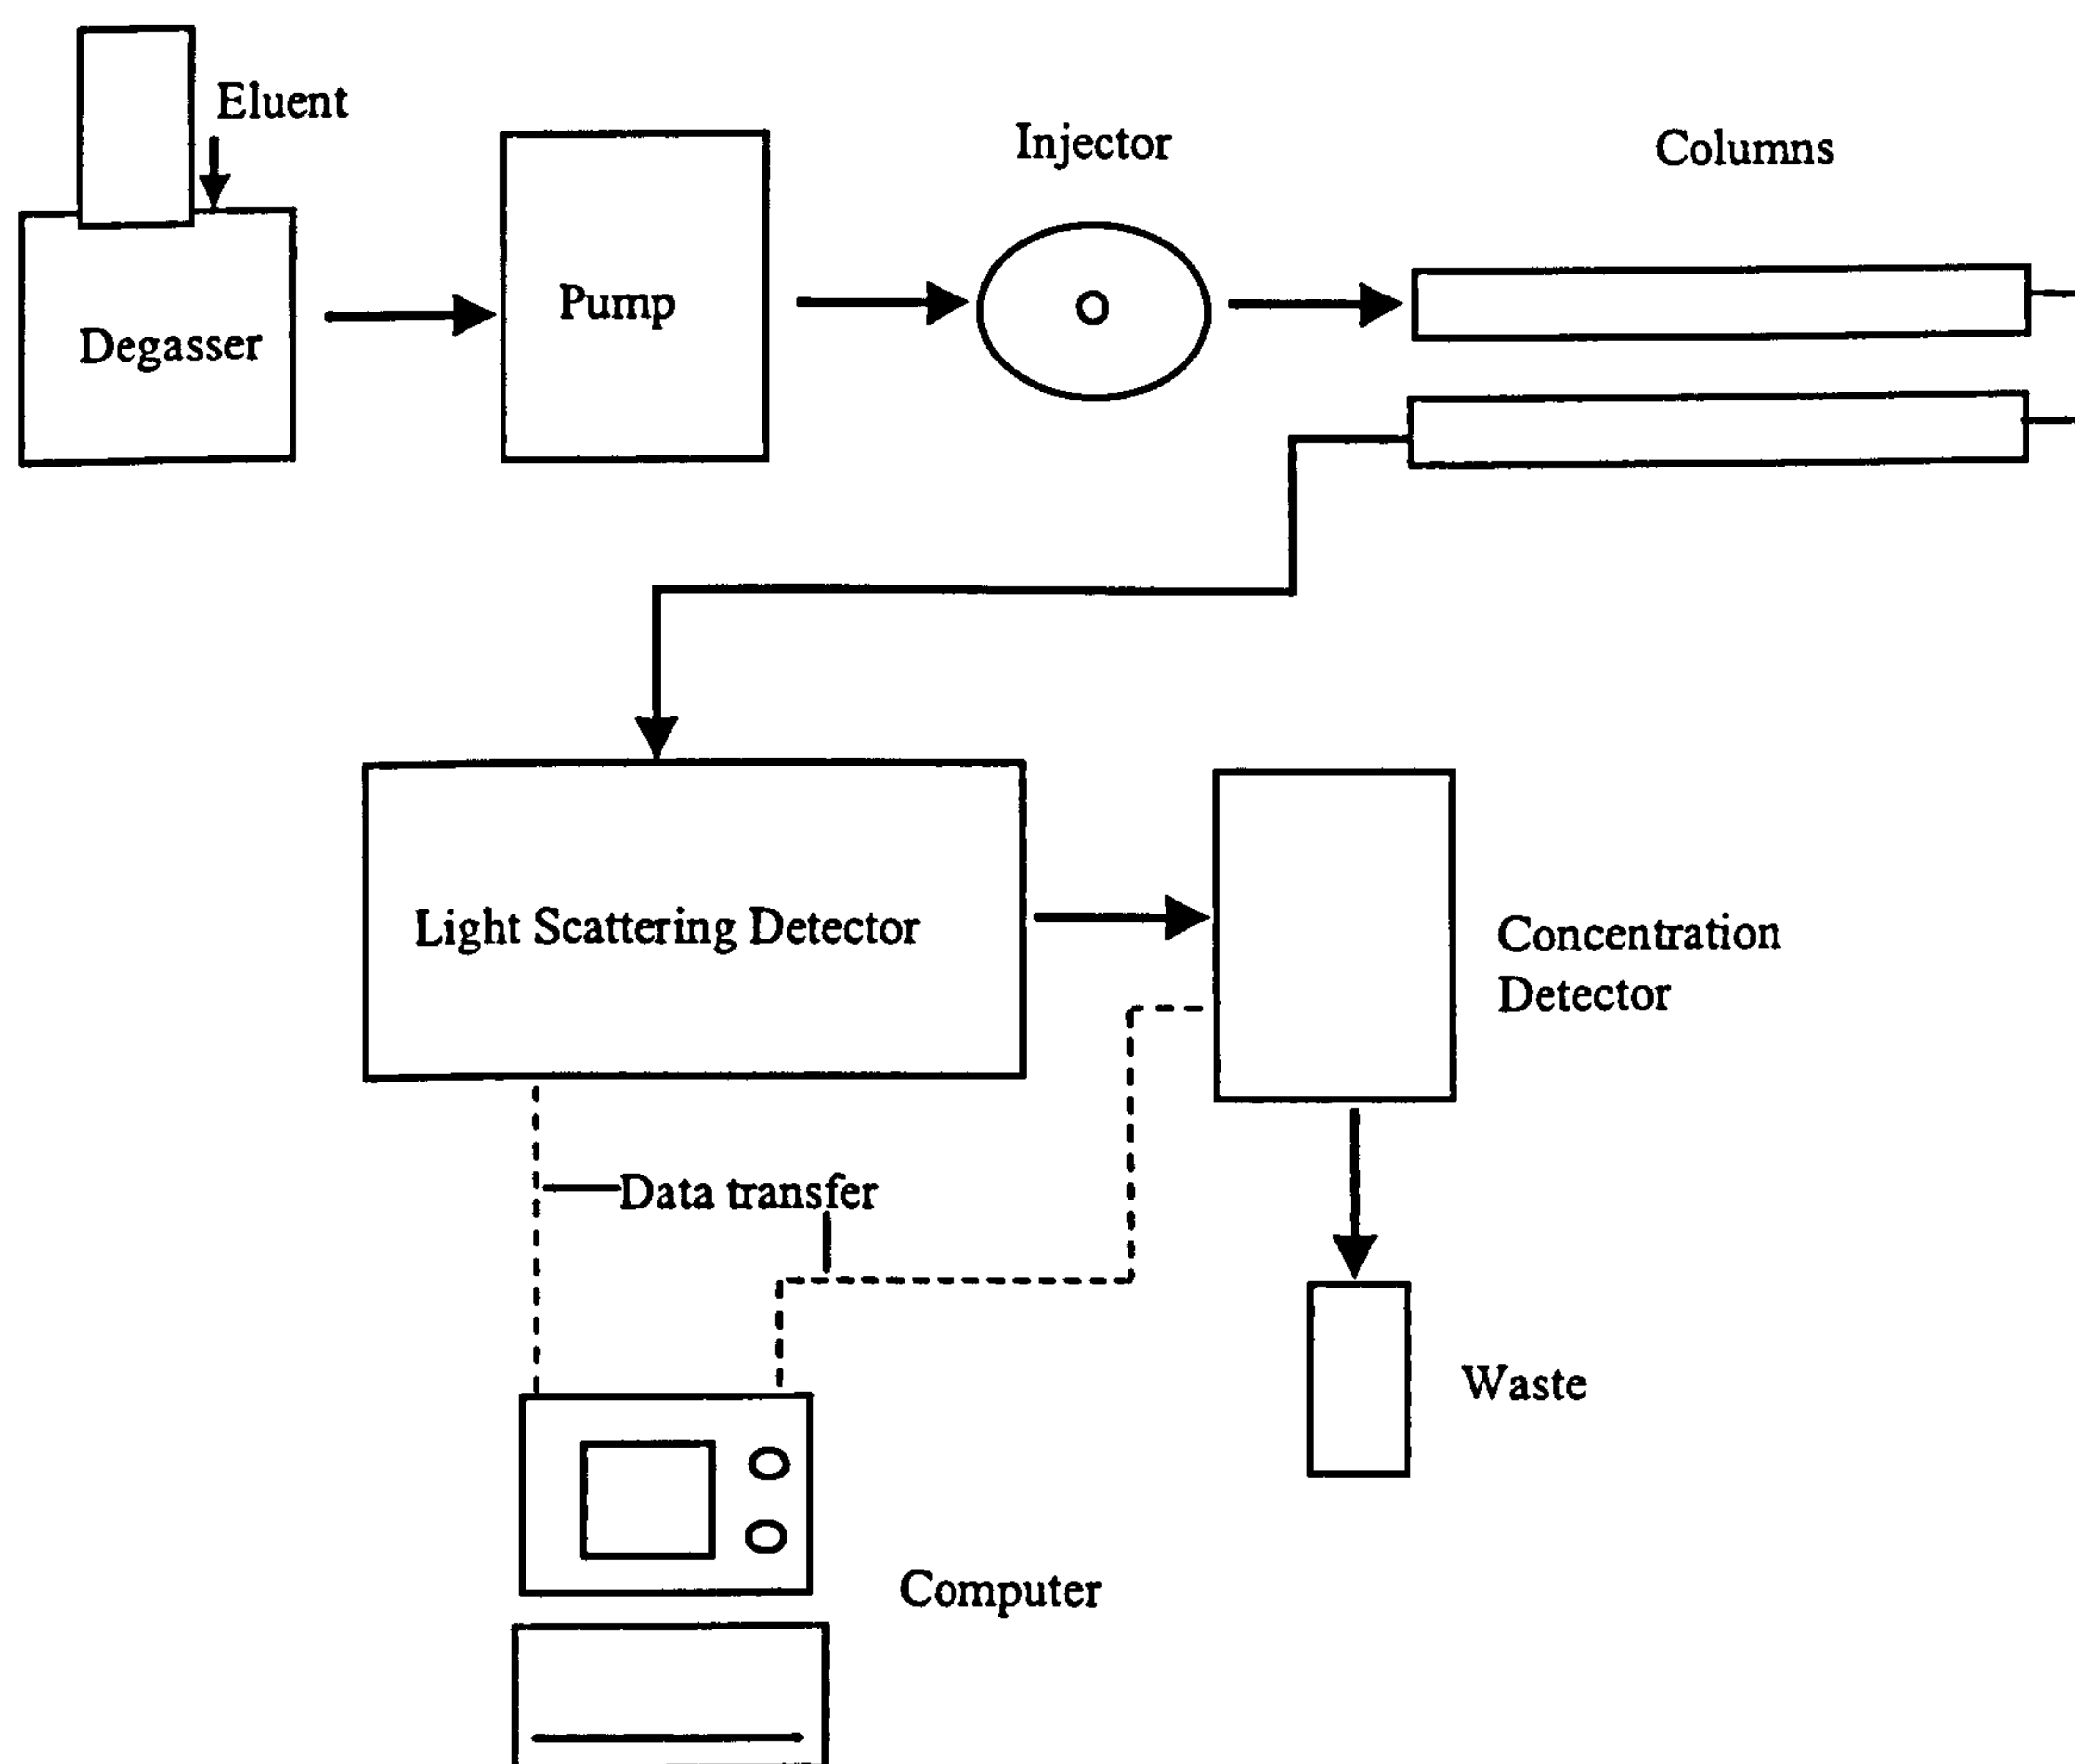 Eluent
Injector
Columns
Pump
Degasser
Light Scattering Detector
Concentration
Detector
Data transfer
Waste
Computer